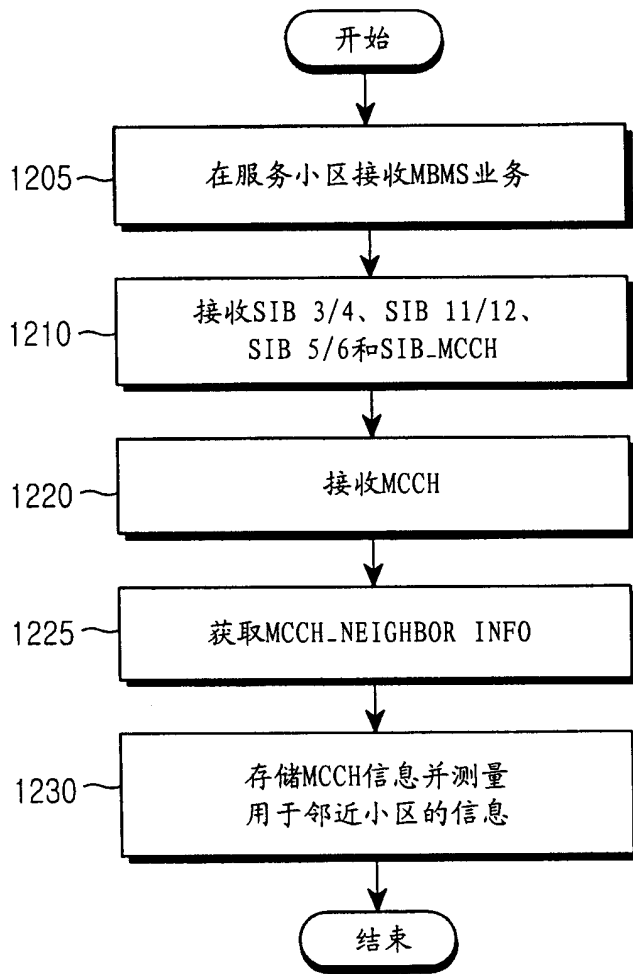 开始
1205
在服务小区接收MBMS业务
1210
接收SIB 3/4、SIB 11/12、
SIB 5/6和SIB_MCCH
1220
接收MCCH
1225
获取MCCH_NEIGHBOR INFO
1230
存储MCCH信息并测量
用于邻近小区的信息
结束